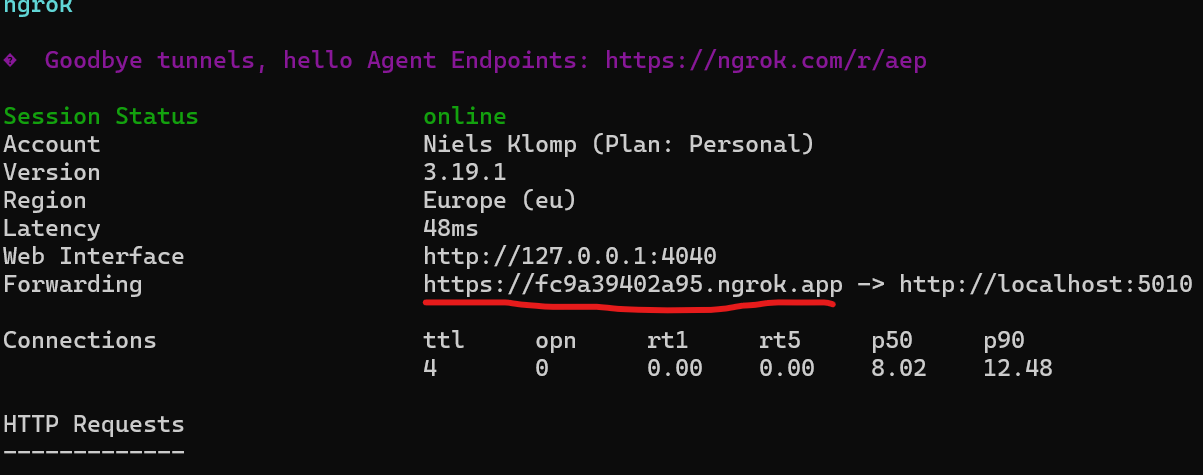 ngrok
� Goodbye tunnels, hello Agent Endpoints: https://ngrok.com/r/aep
Session Status online
Account Niels Klomp (Plan: Personal)
Version 3.19.1
Region Europe (eu)
Latency 48ms
Web Interface http://127.0.0.1:4040
Forwarding https://fc9a39402a95.ngrok.app -> http://localhost:5010
Connections ttl opn rt1 rt5 p50 p90
4 0 0.00 0.00 8.02 12.48
HTTP Requests
-------------